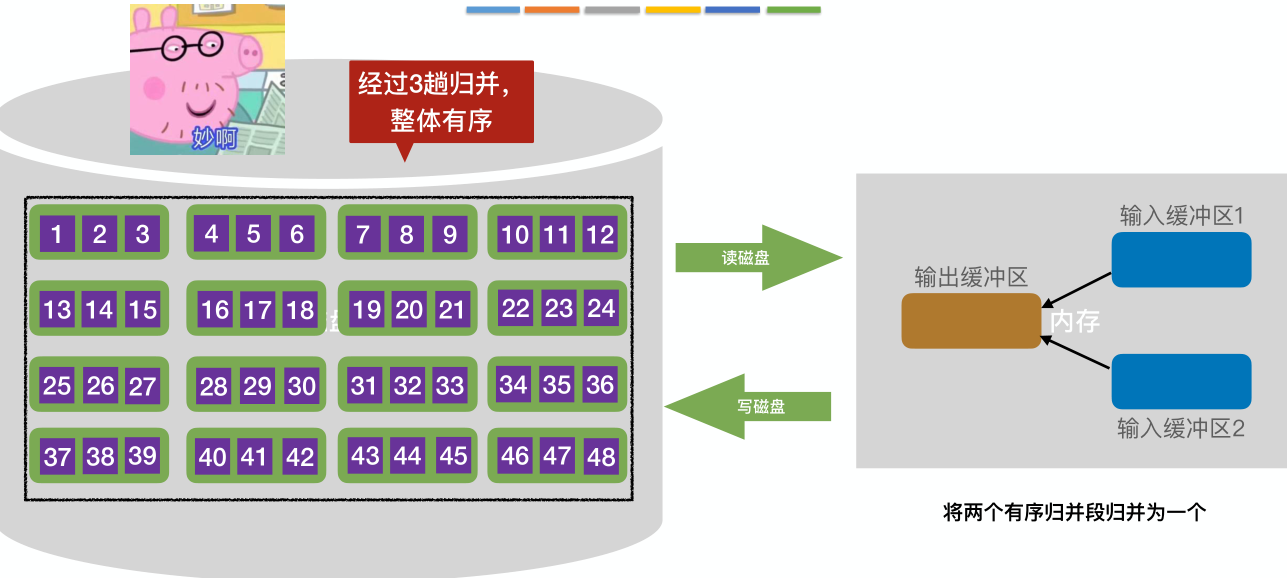 妙啊
经过3趟归并，
整体有序
1 2 3 4 5 6 7 8 9 10 11 12
13 14 15 16 17 18 19 20 21 22 23 24
25 26 27 28 29 30 31 32 33 34 35 36
37 38 39 40 41 42 43 44 45 46 47 48
读磁盘
写磁盘
输入缓冲区1
输出缓冲区
内存
输入缓冲区2
将两个有序归并段归并为一个